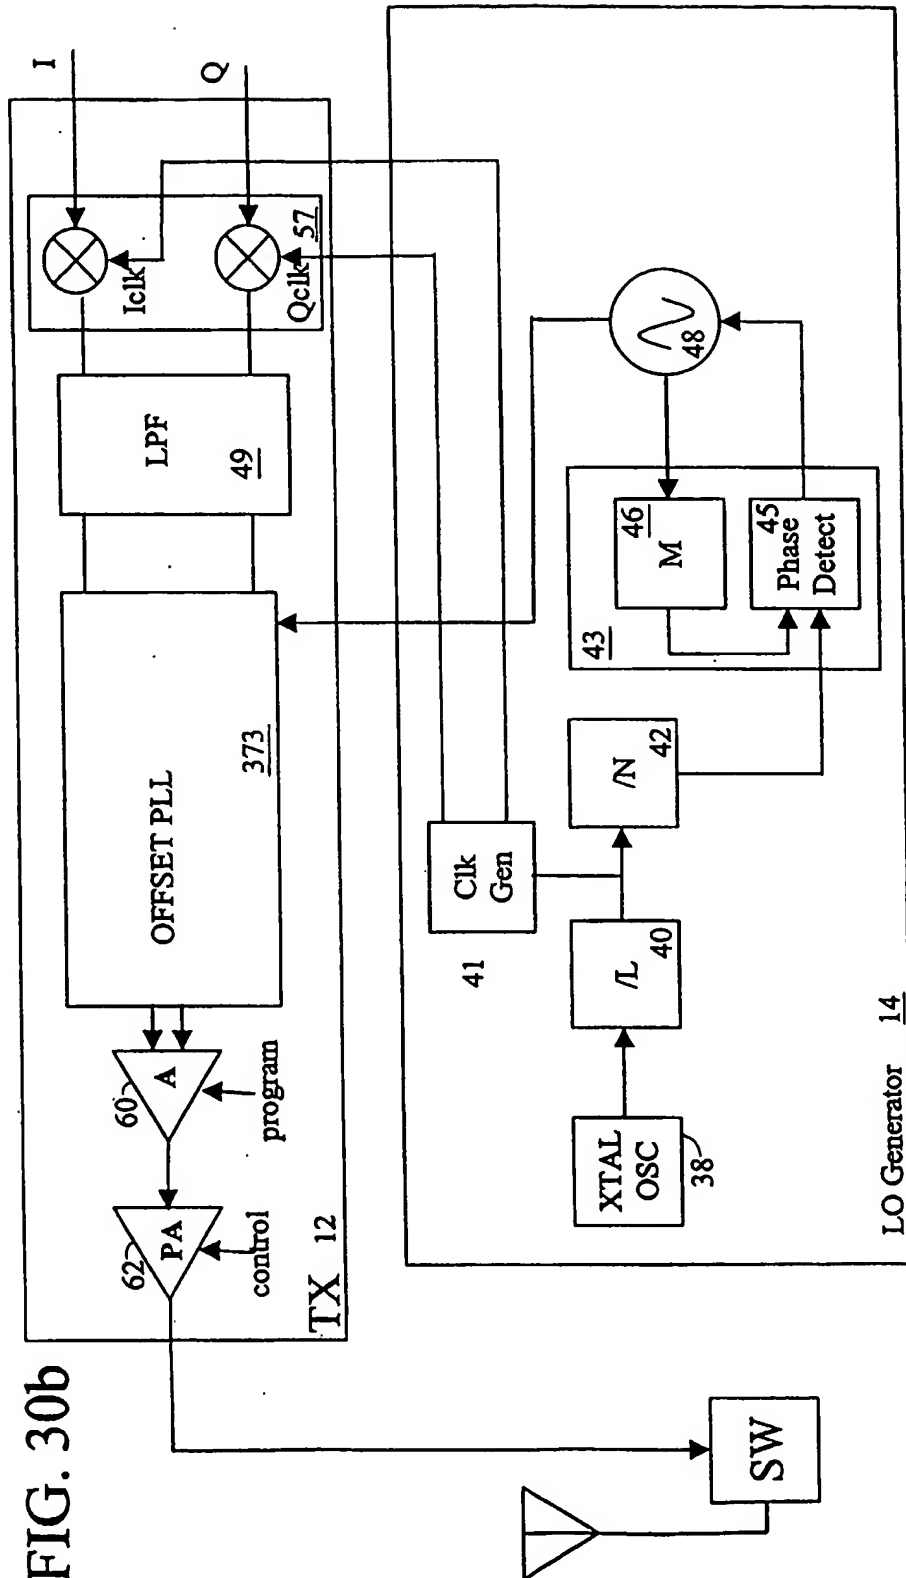 FIG. 30b
I
Q
Iclk
Qclk
57
LPF
49
OFFSET PLL
373
A
60
program
PA
62
control
TX 12
48
46
M
45
Phase
Detect
43
/N
42
Clk
Gen
41
/L
40
XTAL
OSC
38
LO Generator 14
SW